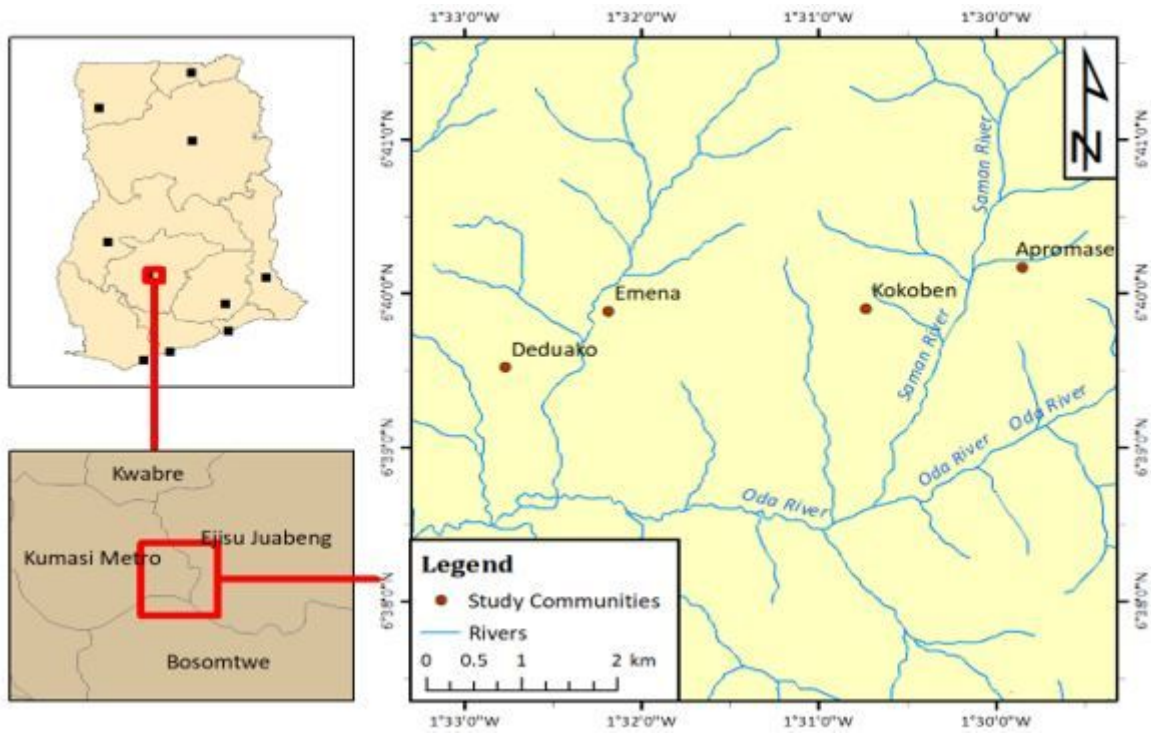 1°33'0"W 1°32'0"W 1°31'0"W 1°30'0"W
6°41'0"N
6°40'0"N
6°39'0"N
6°38'0"N
N
Saman River
Apromase
Kokoben
Emena
Deduako
Saman River
Oda River
Oda River
Oda River
6°41'0"N
6°40'0"N
6°39'0"N
6°38'0"N
Kwabre
Ejisu Juabeng
Kumasi Metro
Bosomtwe
Legend
Study Communities
Rivers
0 0.5 1 2 km
1°33'0"W 1°32'0"W 1°31'0"W 1°30'0"W